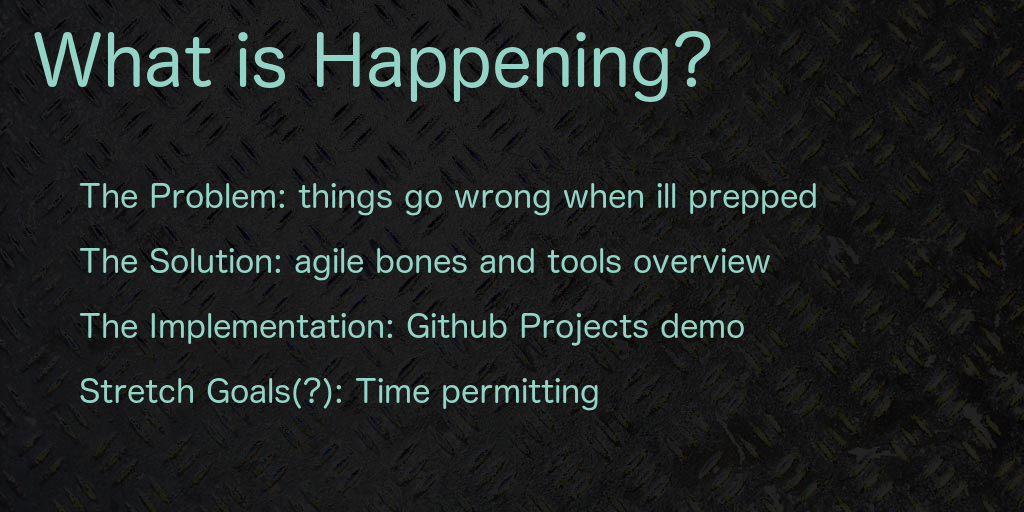 What is Happening?
The Problem: things go wrong when ill prepped
The Solution: agile bones and tools overview
The Implementation: Github Projects demo
Stretch Goals(?): Time permitting